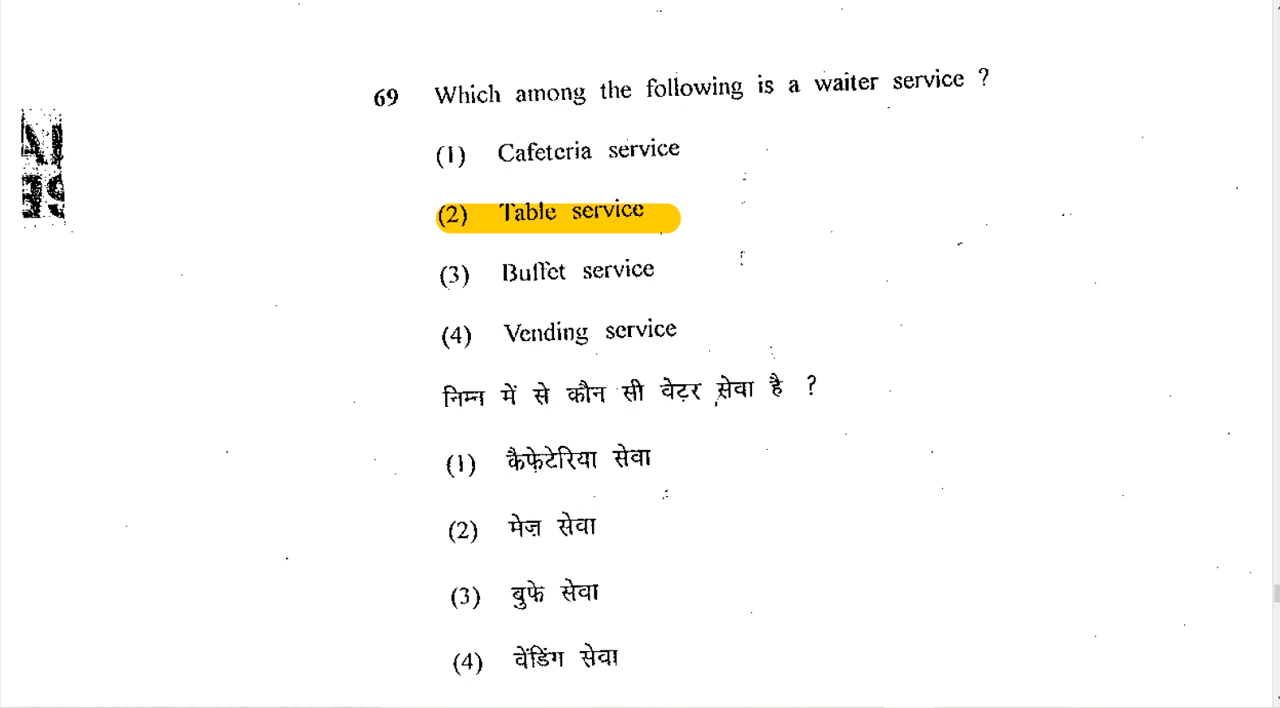 69 Which among the following is a waiter service ?
(1) Cafeteria service
(2) Table service
(3) Buffet service
(4) Vending service
निम्न में से कौन सी वेटर सेवा है ?
(1) कैफ़ेटेरिया सेवा
(2) मेज़ सेवा
(3) बुफे सेवा
(4) वेंडिंग सेवा